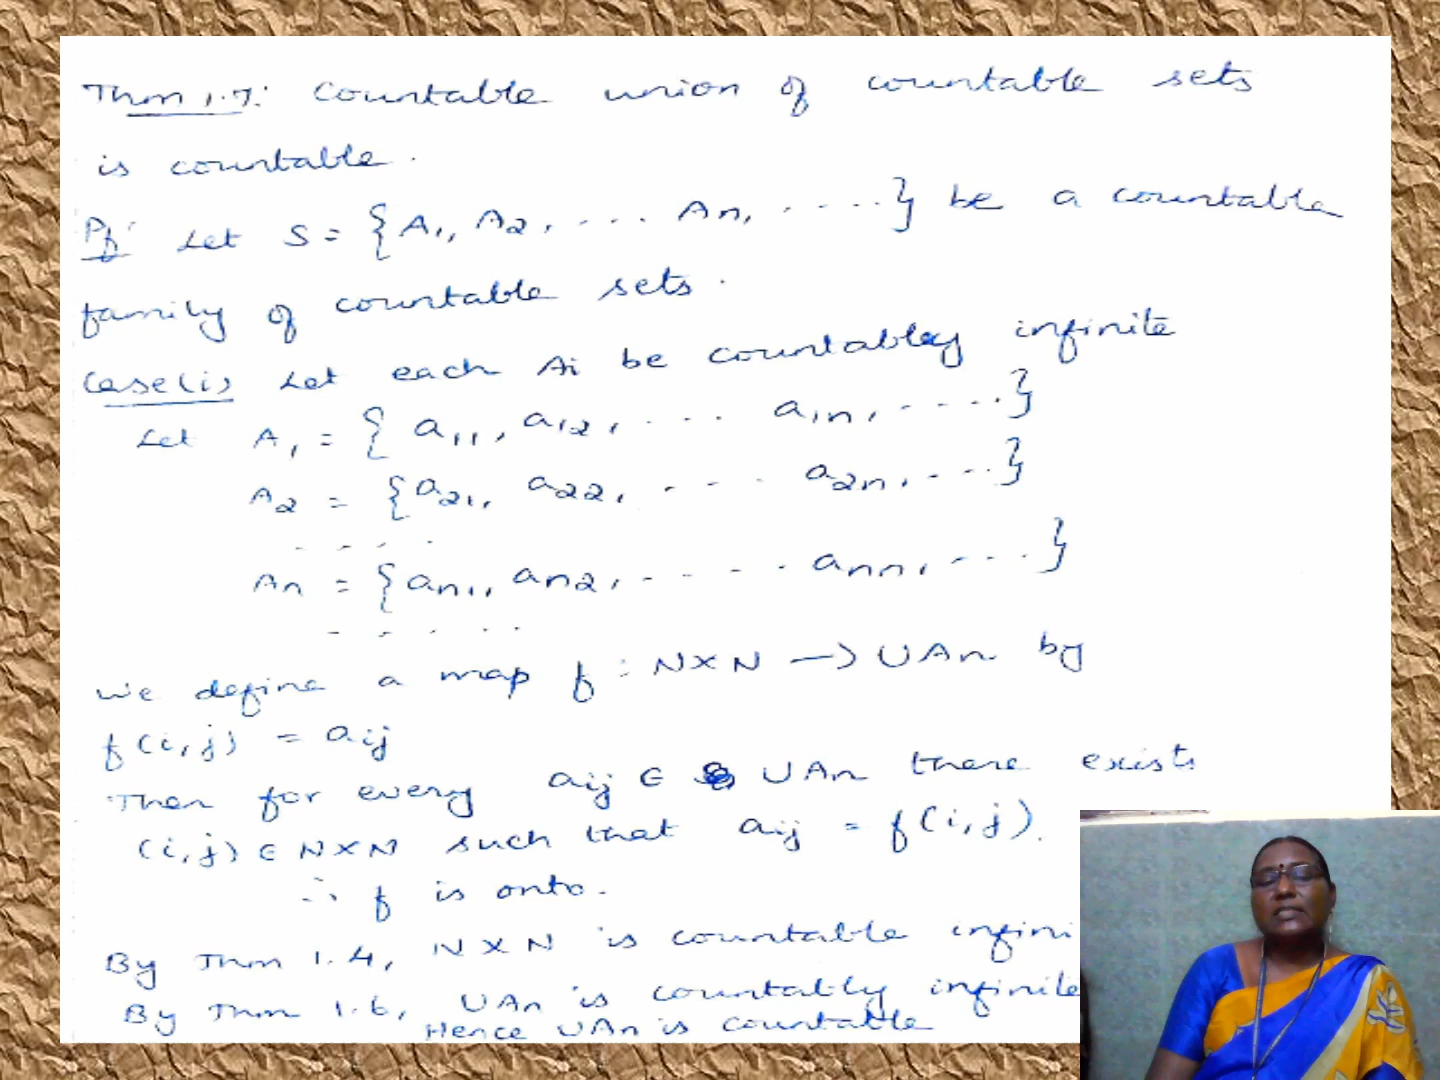 Thm 1.7: Countable union of countable sets
is countable.
Pf: Let S = {A1, A2, ... An, .....} be a countable
family of countable sets.
Case(i) Let each Ai be countabley infinite
Let A1 = { a11, a12, .... a1n, .....}
A2 = {a21, a22, .... a2n, ....}
. . . .
An = {an1, an2, ..... ann, ....}
. . . . .
We define a map f : N×N → ∪An by
f(i,j) = aij
Then for every aij ∈ ∪An there exists
(i,j) ∈ N×N such that aij = f(i,j).
∴ f is onto.
By Thm 1.4, N×N is countable infini
By Thm 1.6, ∪An is countably infinite
Hence ∪An is countable